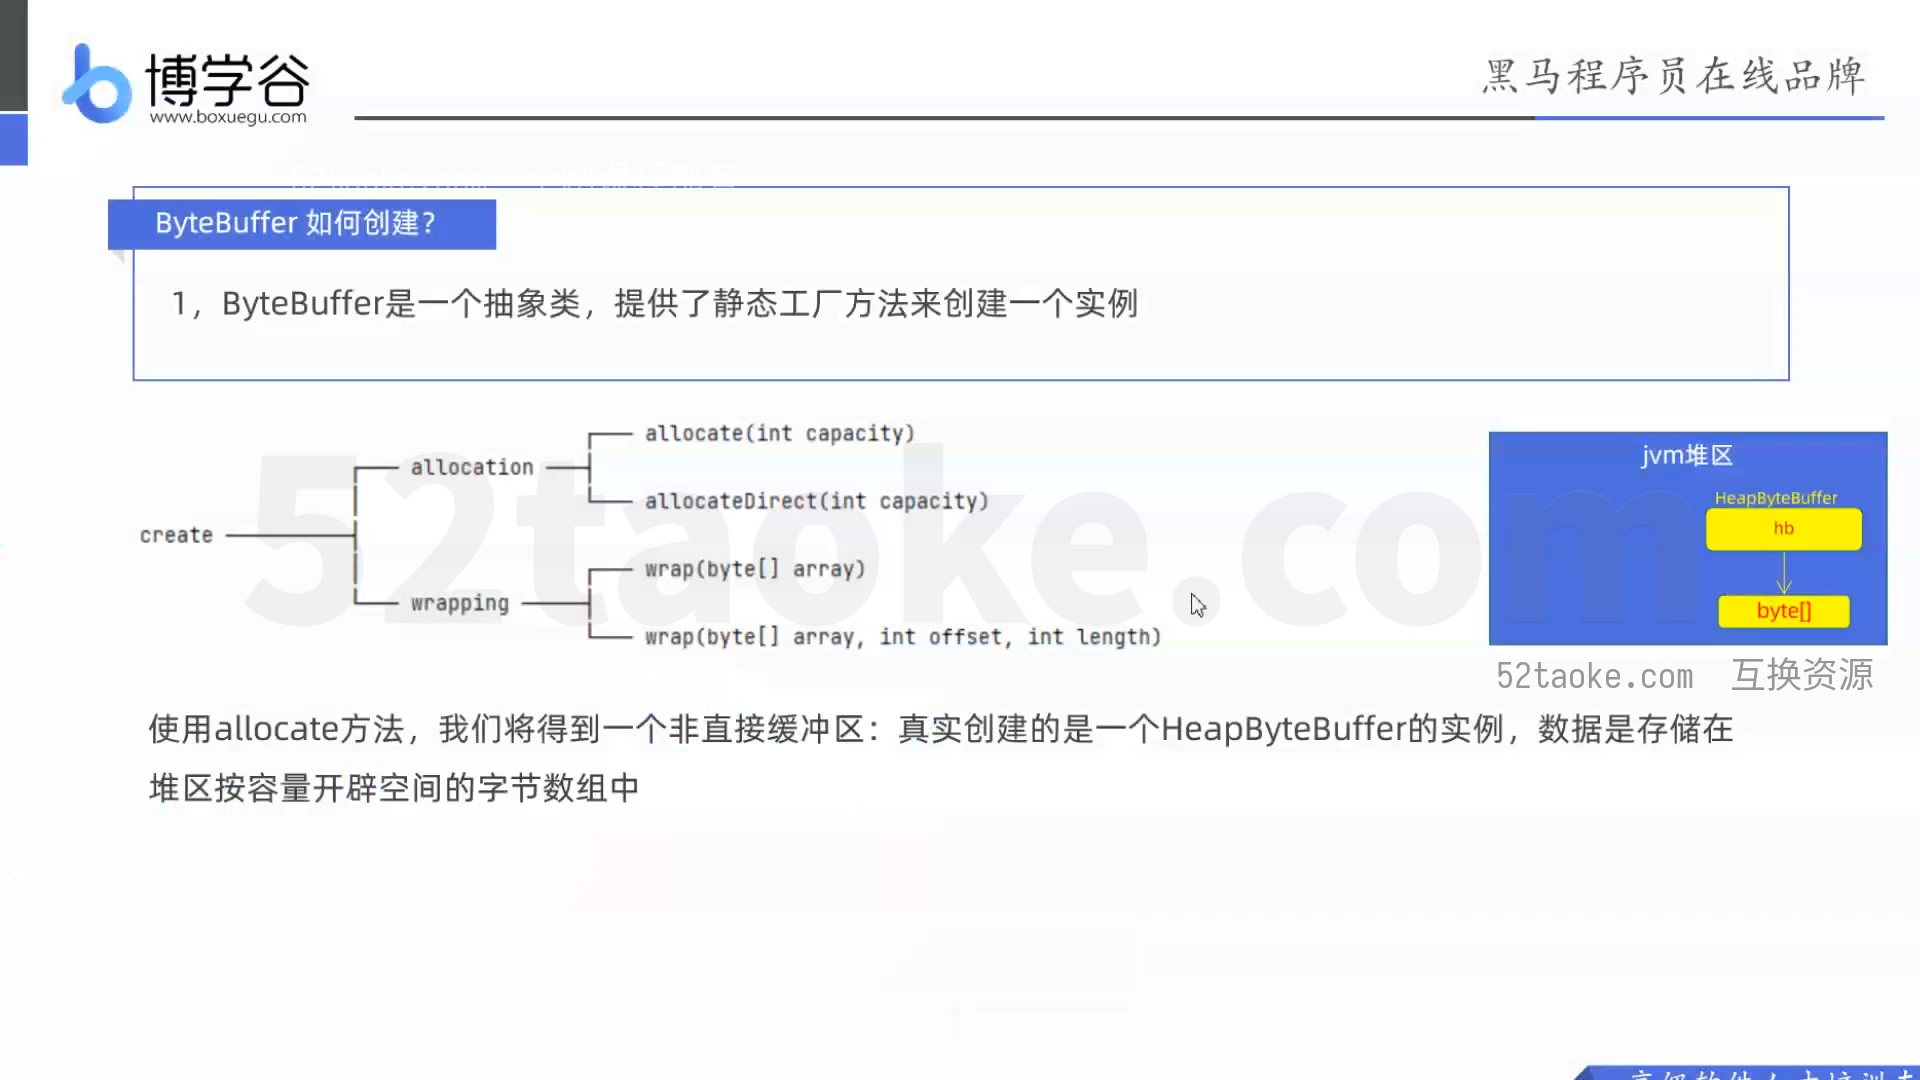 博学谷
www.boxuegu.com
黑马程序员在线品牌
ByteBuffer 如何创建？
1，ByteBuffer是一个抽象类，提供了静态工厂方法来创建一个实例
allocate(int capacity)
allocation
allocateDirect(int capacity)
create
wrap(byte[] array)
wrapping
wrap(byte[] array, int offset, int length)
jvm堆区
HeapByteBuffer
hb
byte[]
52taoke.com
52taoke.com 互换资源
使用allocate方法，我们将得到一个非直接缓冲区：真实创建的是一个HeapByteBuffer的实例，数据是存储在
堆区按容量开辟空间的字节数组中